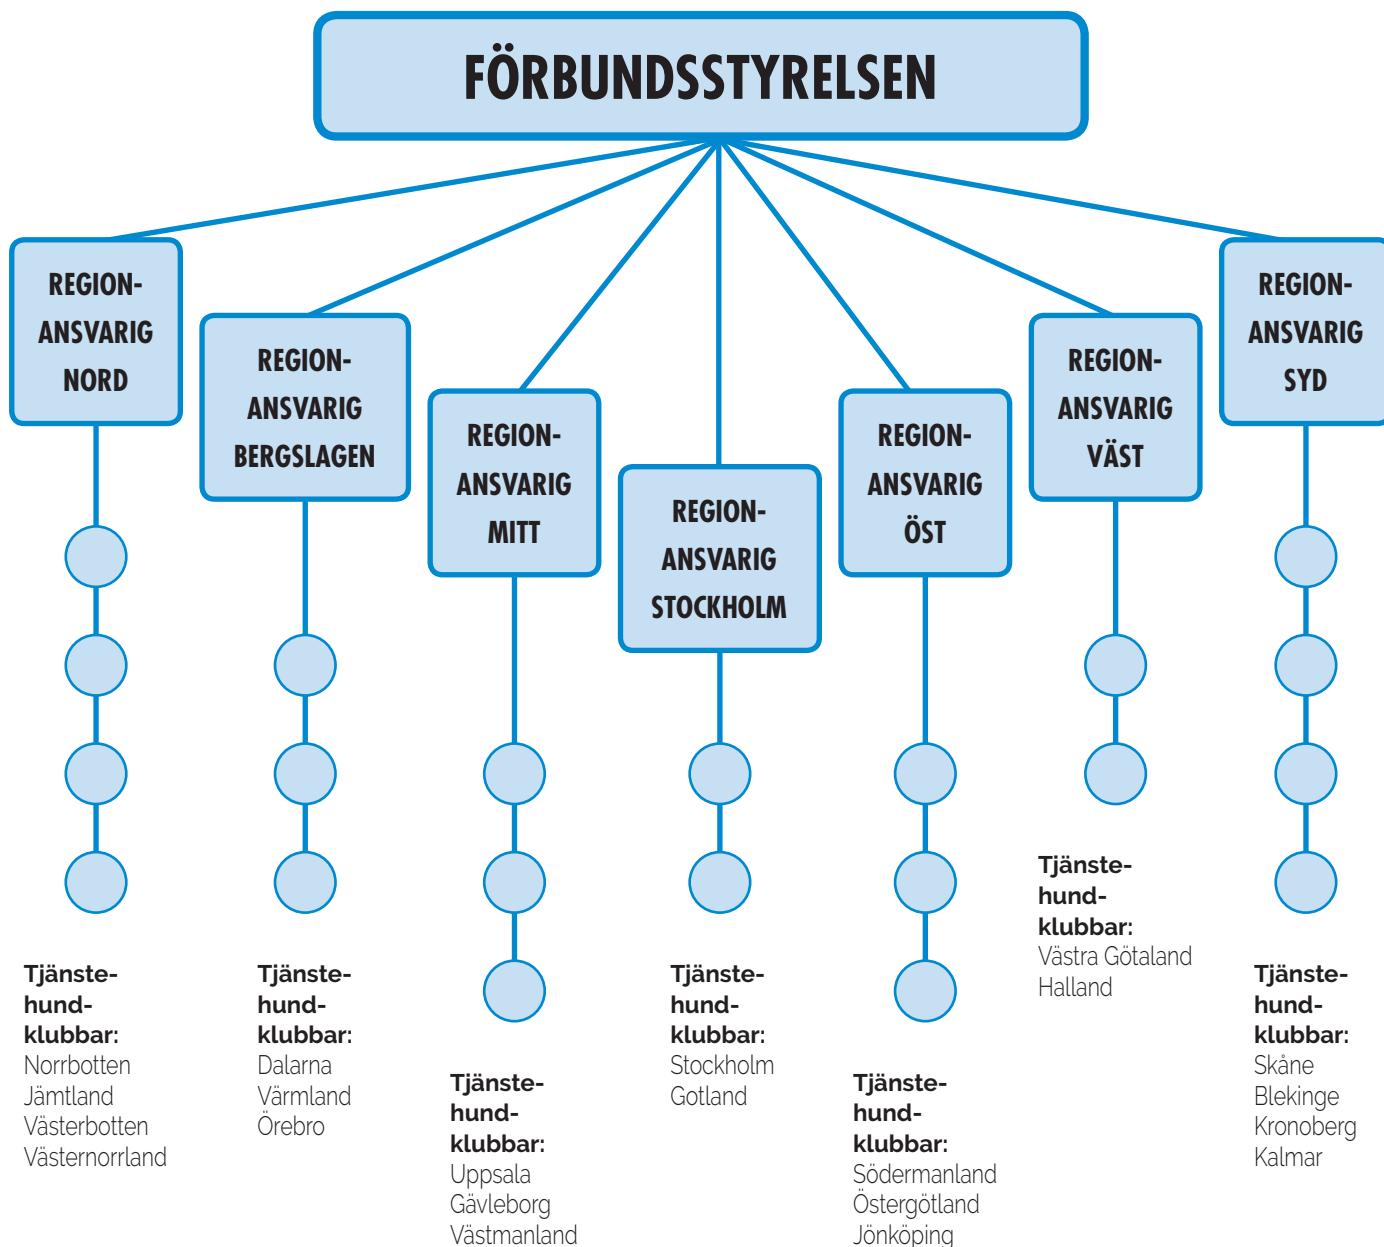 FÖRBUNDSSTYRELSEN
REGION-
ANSVARIG
NORD
REGION-
ANSVARIG
BERGSLAGEN
REGION-
ANSVARIG
MITT
REGION-
ANSVARIG
STOCKHOLM
REGION-
ANSVARIG
ÖST
REGION-
ANSVARIG
VÄST
REGION-
ANSVARIG
SYD
Tjänste-
hund-
klubbar:
Norrbotten
Jämtland
Västerbotten
Västernorrland
Tjänste-
hund-
klubbar:
Dalarna
Värmland
Örebro
Tjänste-
hund-
klubbar:
Uppsala
Gävleborg
Västmanland
Tjänste-
hund-
klubbar:
Stockholm
Gotland
Tjänste-
hund-
klubbar:
Södermanland
Östergötland
Jönköping
Tjänste-
hund-
klubbar:
Västra Götaland
Halland
Tjänste-
hund-
klubbar:
Skåne
Blekinge
Kronoberg
Kalmar